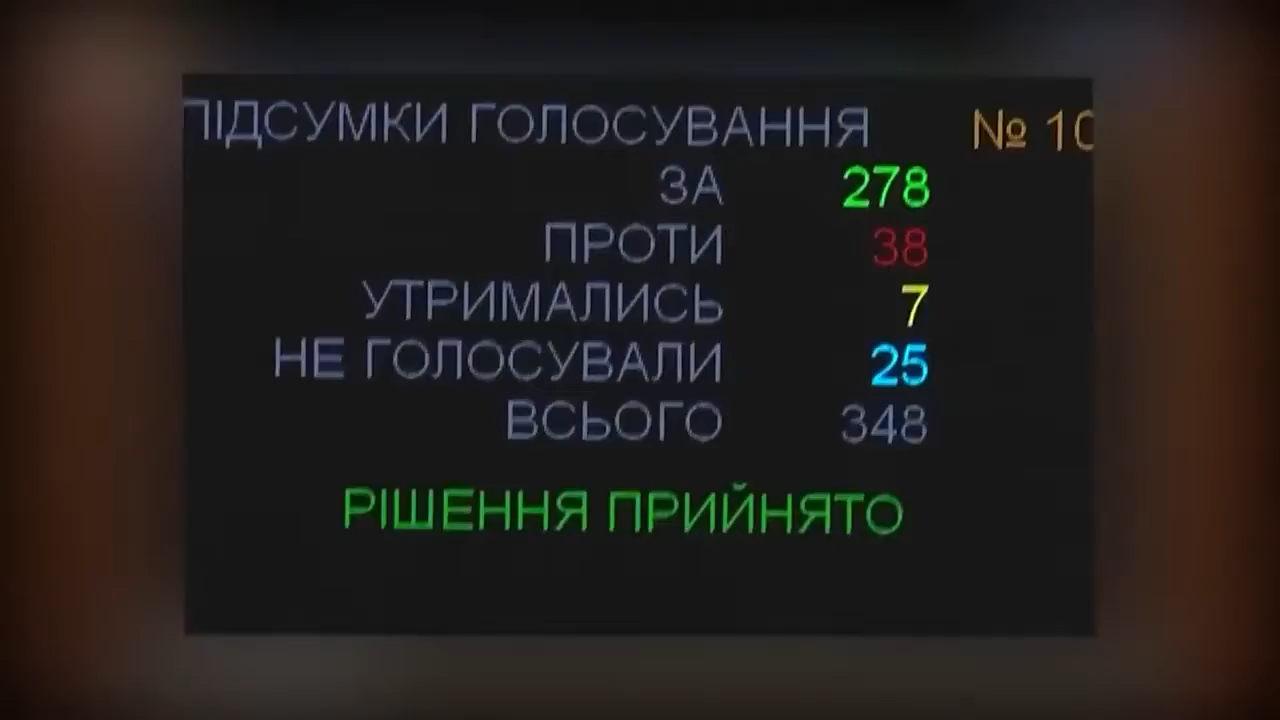 ПІДСУМКИ ГОЛОСУВАННЯ № 10
ЗА 278
ПРОТИ 38
УТРИМАЛИСЬ 7
НЕ ГОЛОСУВАЛИ 25
ВСЬОГО 348
РІШЕННЯ ПРИЙНЯТО